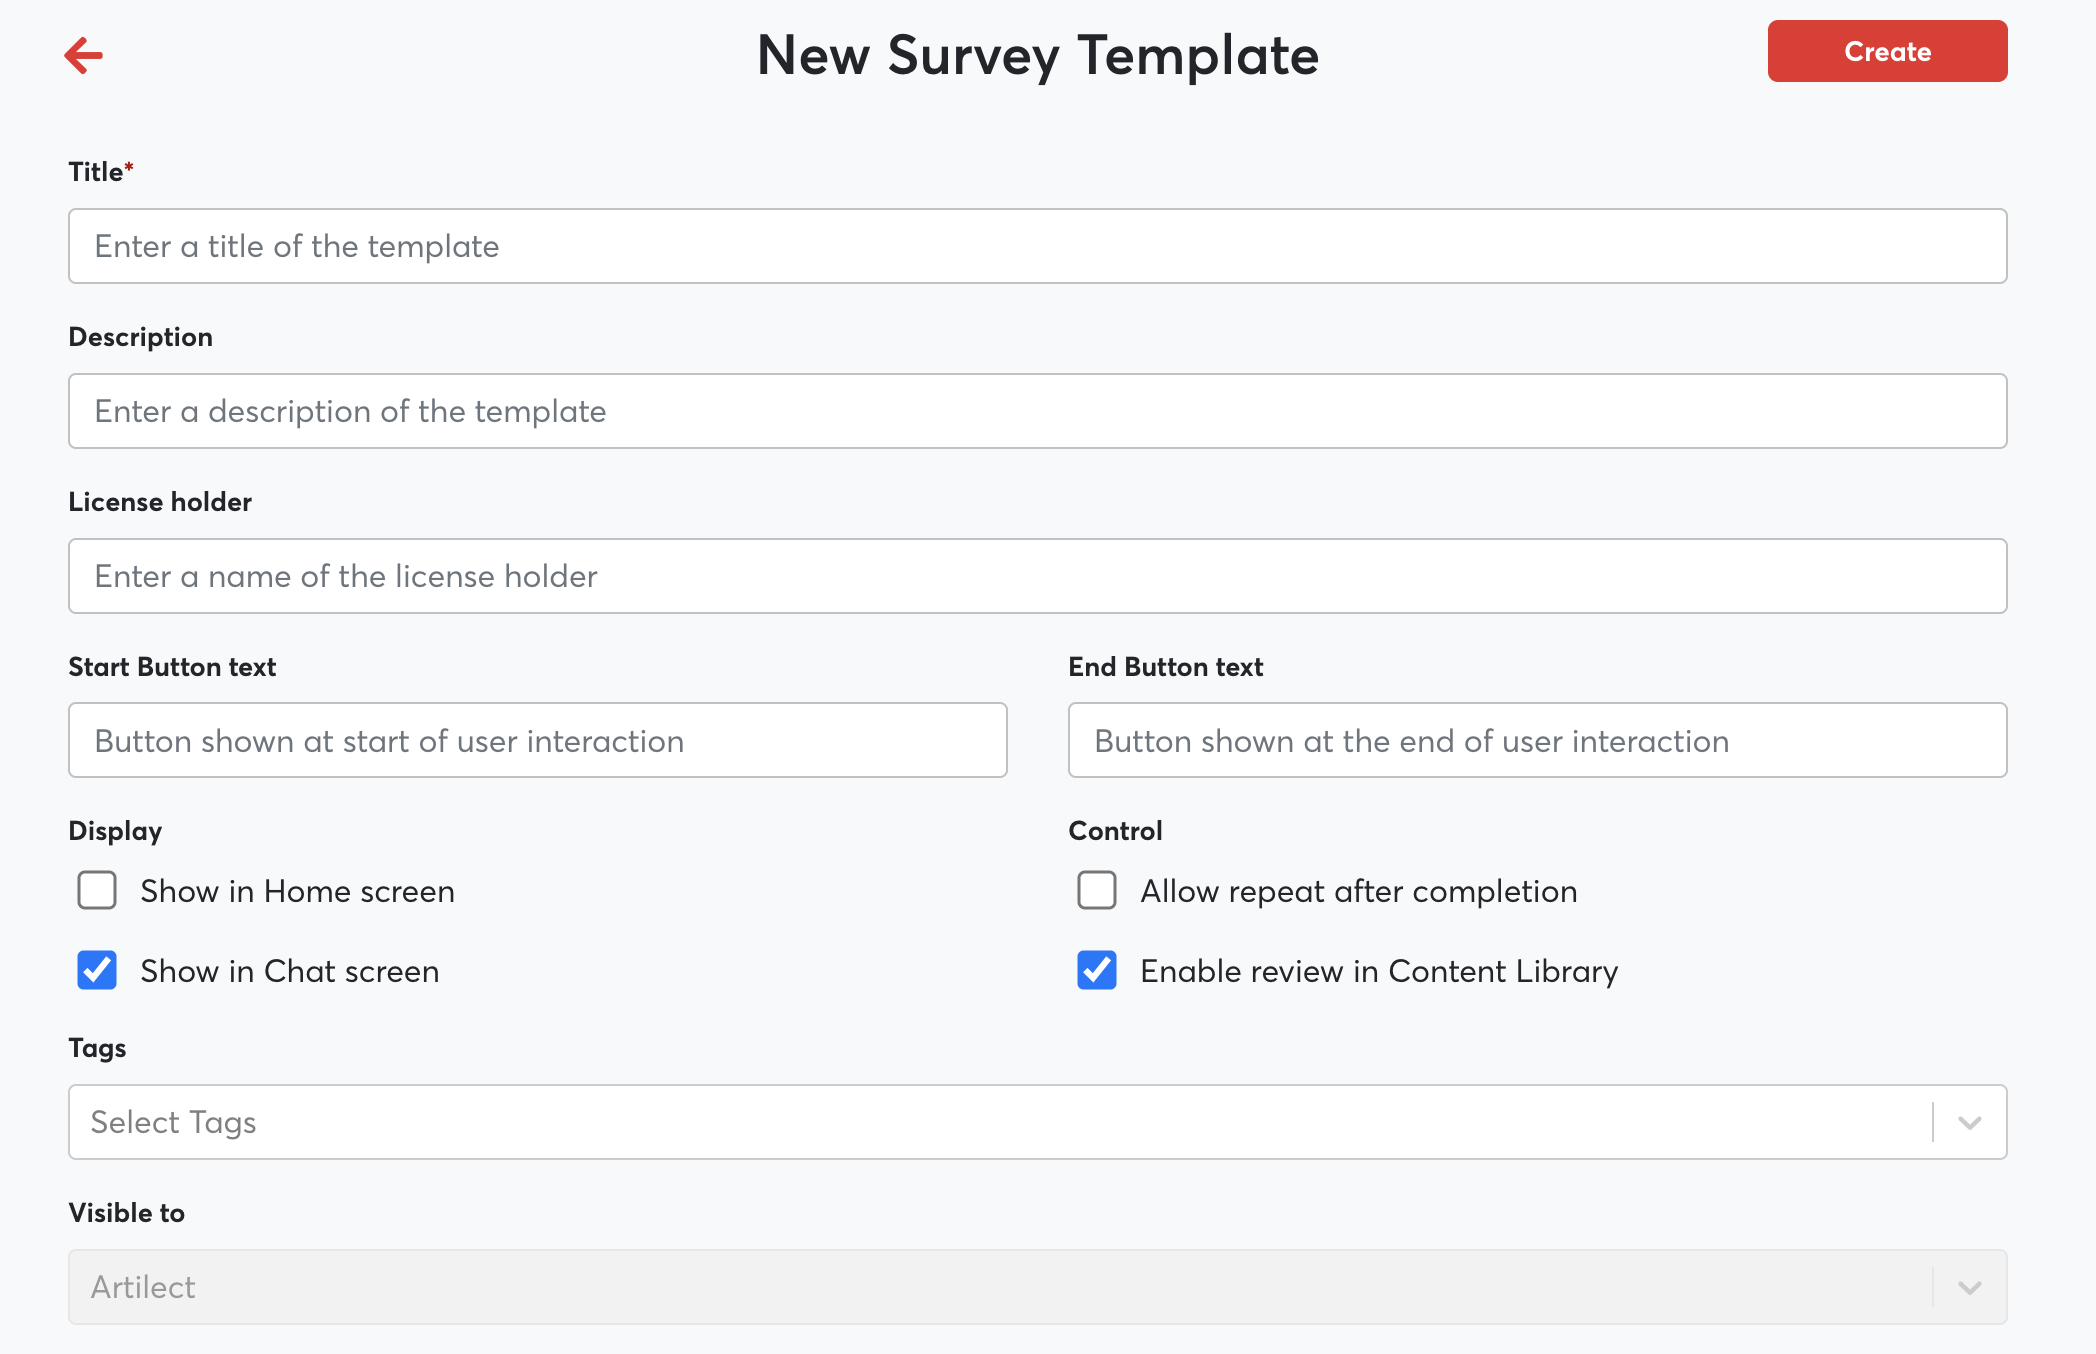 New Survey Template
Create
Title*
Enter a title of the template
Description
Enter a description of the template
License holder
Enter a name of the license holder
Start Button text
End Button text
Button shown at start of user interaction
Button shown at the end of user interaction
Display
Control
Show in Home screen
Allow repeat after completion
Show in Chat screen
Enable review in Content Library
Tags
Select Tags
Visible to
Artilect